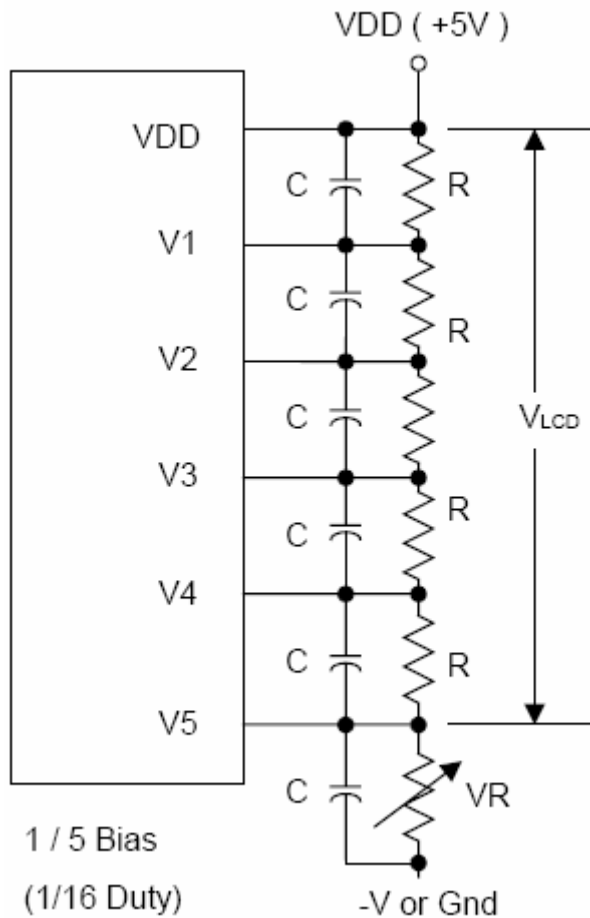 VDD ( +5V )
VDD
C
R
V1
C
R
V2
C
VLCD
V3
R
C
V4
C
R
V5
C
VR
1 / 5 Bias
(1/16 Duty)
-V or Gnd